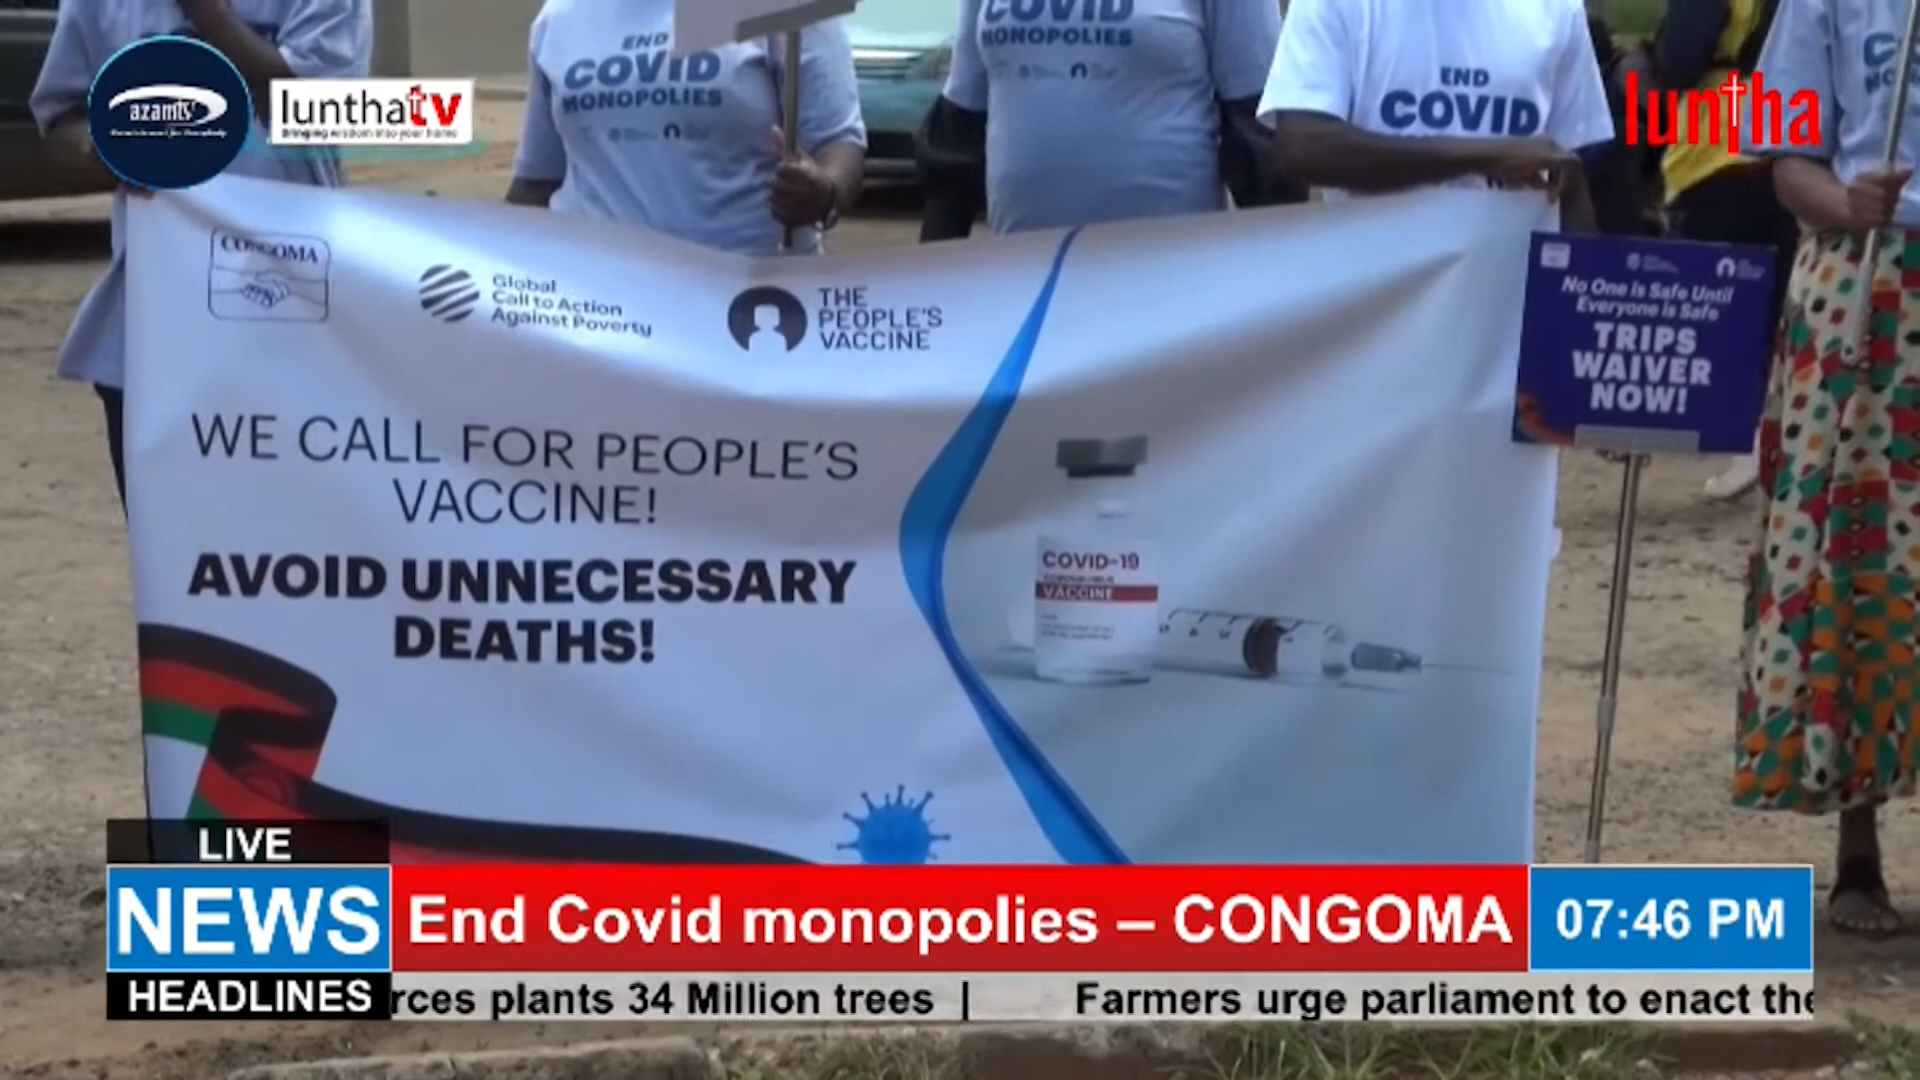 END
COVID
MONOPOLIES
COVID
MONOPOLIES
END
COVID
azamtv
lunthatv
Bringing wisdom into your home
luntha
CONGOMA
Global
Call to Action
Against Poverty
THE
PEOPLE'S
VACCINE
No One is Safe Until
Everyone is Safe
TRIPS
WAIVER
NOW!
WE CALL FOR PEOPLE'S
VACCINE!
AVOID UNNECESSARY
DEATHS!
COVID-19
CORONAVIRUS
VACCINE
LIVE
NEWS
End Covid monopolies – CONGOMA
07:46 PM
HEADLINES
rces plants 34 Million trees |
Farmers urge parliament to enact the